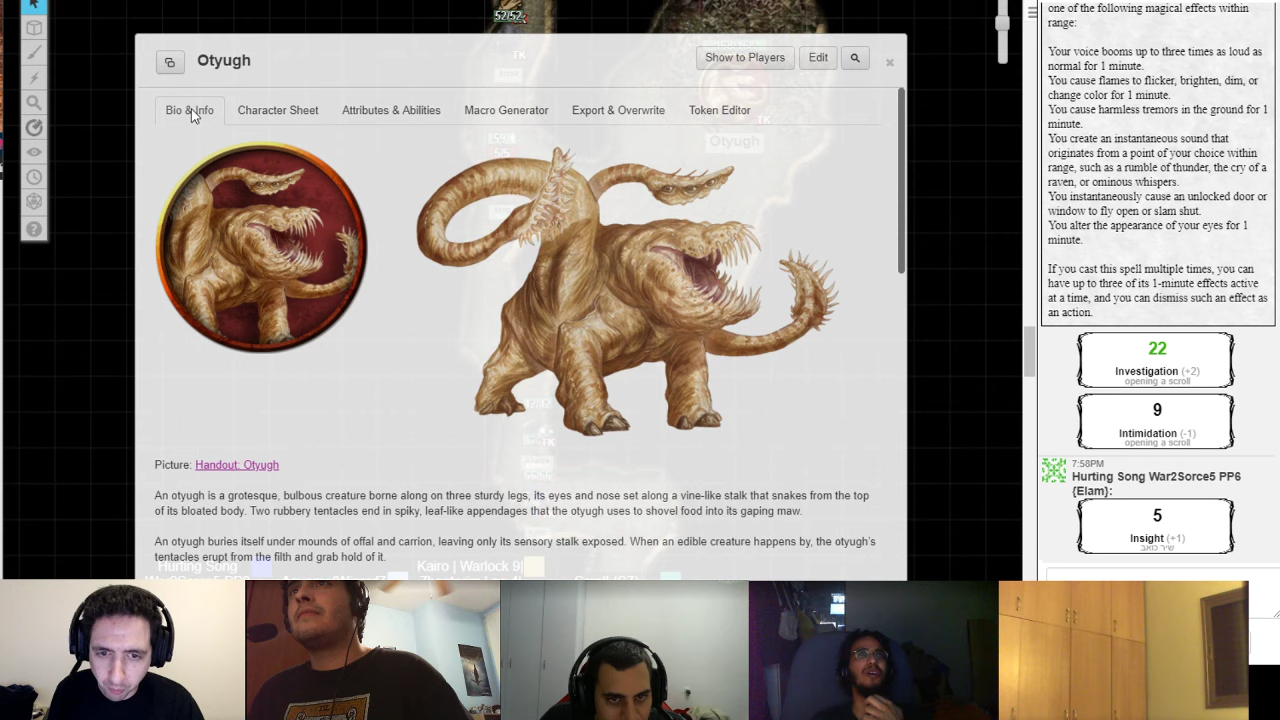 52/52
TK
Otyugh
Show to Players
Edit
Bio & Info
Character Sheet
Attributes & Abilities
Macro Generator
Export & Overwrite
Token Editor
TK
Otyugh
TK
Picture: Handout: Otyugh
An otyugh is a grotesque, bulbous creature borne along on three sturdy legs, its eyes and nose set along a vine-like stalk that snakes from the top
of its bloated body. Two rubbery tentacles end in spiky, leaf-like appendages that the otyugh uses to shovel food into its gaping maw.
An otyugh buries itself under mounds of offal and carrion, leaving only its sensory stalk exposed. When an edible creature happens by, the otyugh's
tentacles erupt from the filth and grab hold of it.
Hurting Song
Kairo | Warlock 9|
one of the following magical effects within
range:
Your voice booms up to three times as loud as
normal for 1 minute.
You cause flames to flicker, brighten, dim, or
change color for 1 minute.
You cause harmless tremors in the ground for 1
minute.
You create an instantaneous sound that
originates from a point of your choice within
range, such as a rumble of thunder, the cry of a
raven, or ominous whispers.
You instantaneously cause an unlocked door or
window to fly open or slam shut.
You alter the appearance of your eyes for 1
minute.
If you cast this spell multiple times, you can
have up to three of its 1-minute effects active
at a time, and you can dismiss such an effect as
an action.
22
Investigation (+2)
opening a scroll
9
Intimidation (-1)
opening a scroll
7:58PM
Hurting Song War2Sorce5 PP6
{Elam}:
5
Insight (+1)
שיר כואב